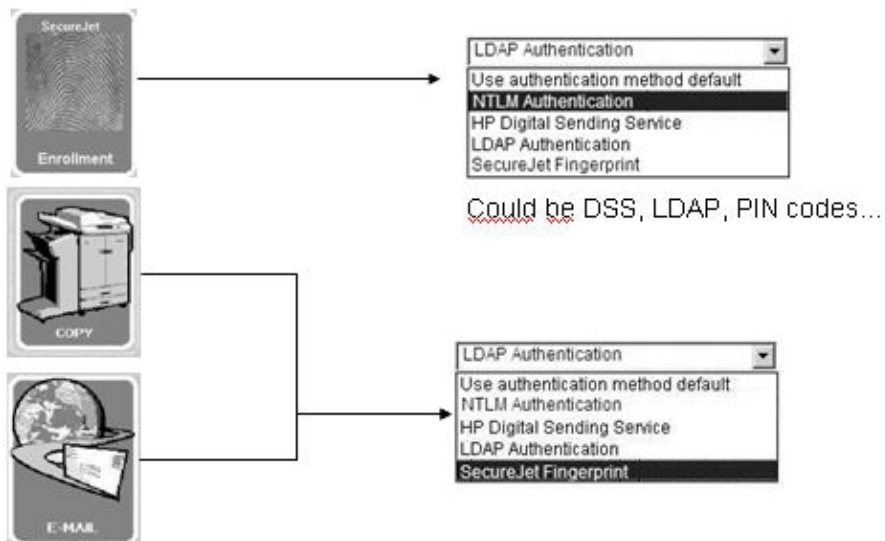 SecureJet
Enrollment
LDAP Authentication
Use authentication method default
NTLM Authentication
HP Digital Sending Service
LDAP Authentication
SecureJet Fingerprint
Could be DSS, LDAP, PIN codes...
COPY
E-MAIL
LDAP Authentication
Use authentication method default
NTLM Authentication
HP Digital Sending Service
LDAP Authentication
SecureJet Fingerprint